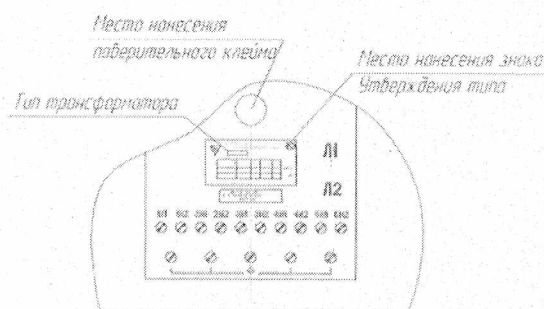 Место нанесения
поверительного клейма
Место нанесения знака
Утверждения типа
Тип трансформатора
Л1
Л2